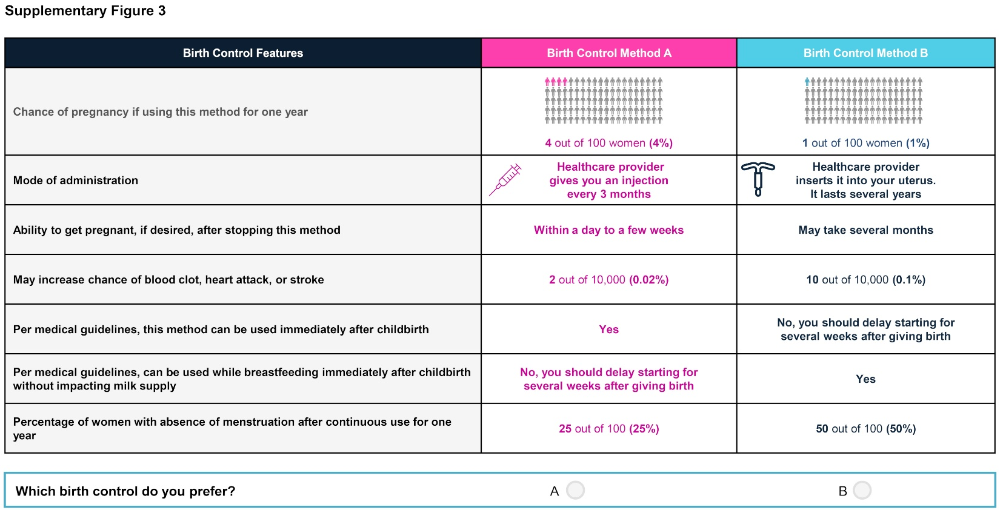 Supplementary Figure 3
Birth Control Features
Birth Control Method A
Birth Control Method B
Chance of pregnancy if using this method for one year
4 out of 100 women (4%)
1 out of 100 women (1%)
Mode of administration
Healthcare provider
gives you an injection
every 3 months
Healthcare provider
inserts it into your uterus.
It lasts several years
Ability to get pregnant, if desired, after stopping this method
Within a day to a few weeks
May take several months
May increase chance of blood clot, heart attack, or stroke
2 out of 10,000 (0.02%)
10 out of 10,000 (0.1%)
Per medical guidelines, this method can be used immediately after childbirth
Yes
No, you should delay starting for
several weeks after giving birth
Per medical guidelines, can be used while breastfeeding immediately after childbirth
without impacting milk supply
No, you should delay starting for
several weeks after giving birth
Yes
Percentage of women with absence of menstruation after continuous use for one
year
25 out of 100 (25%)
50 out of 100 (50%)
Which birth control do you prefer?
A
B